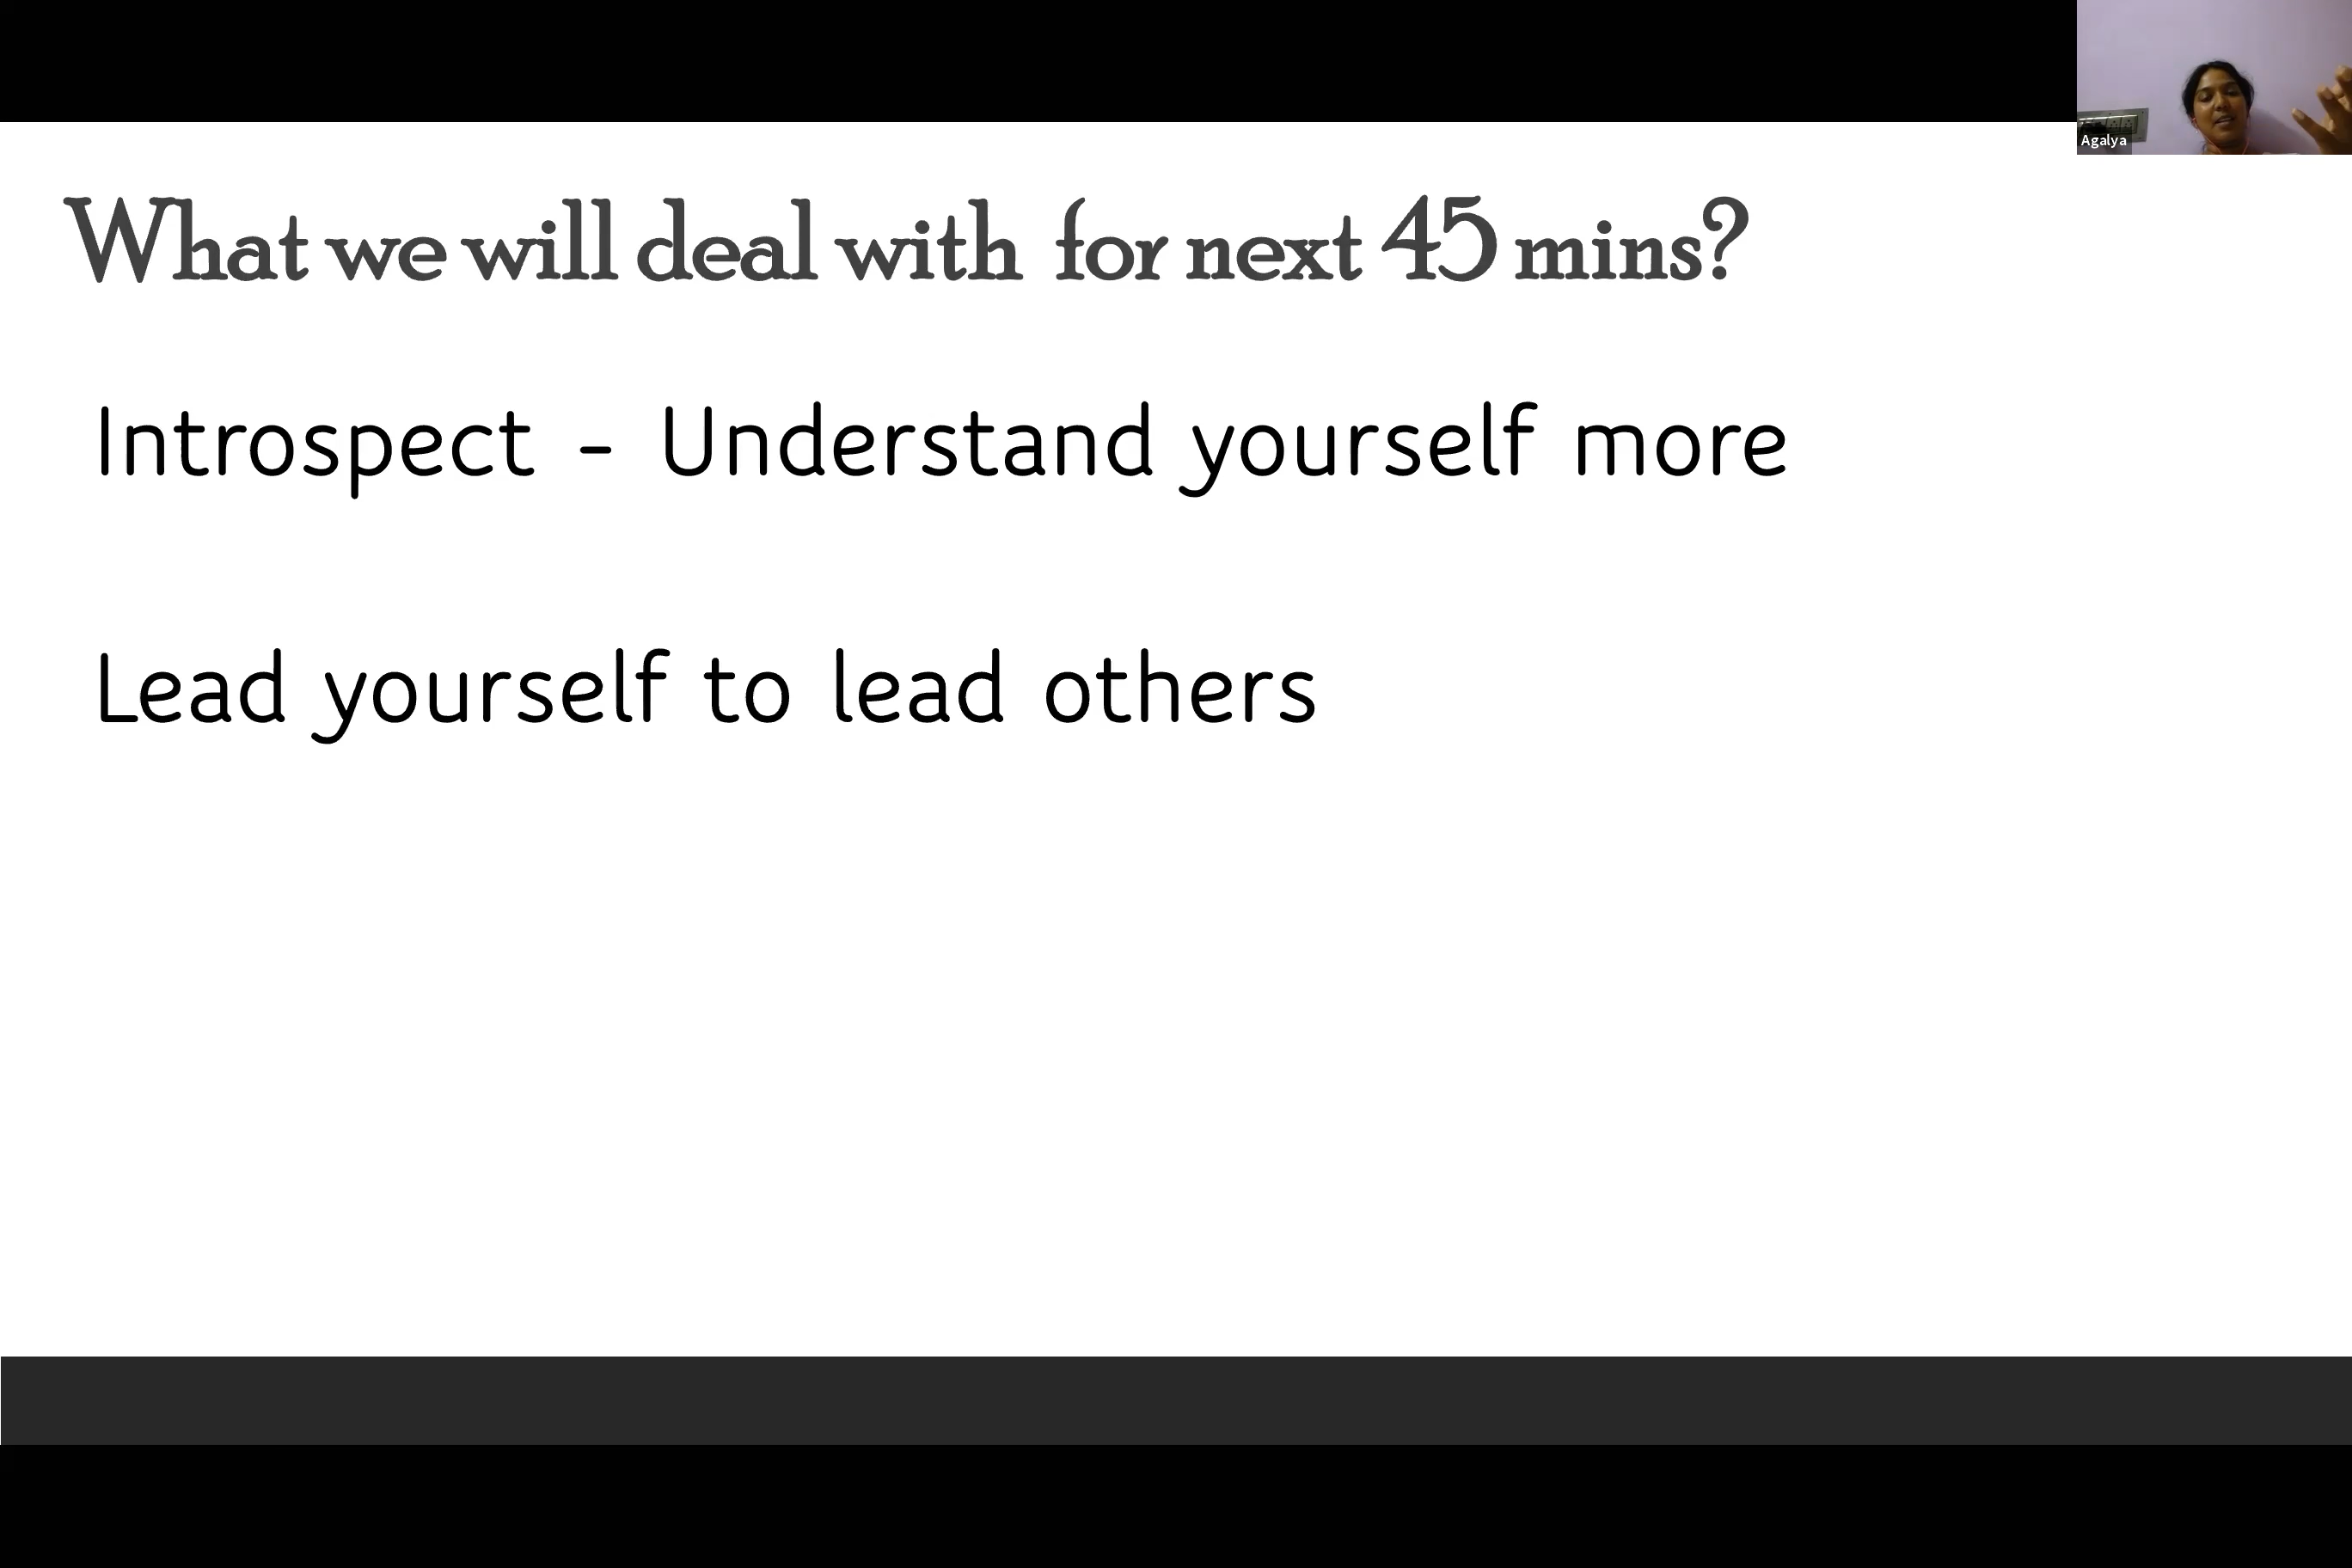 Agalya
What we will deal with for next 45 mins?
Introspect - Understand yourself more
Lead yourself to lead others